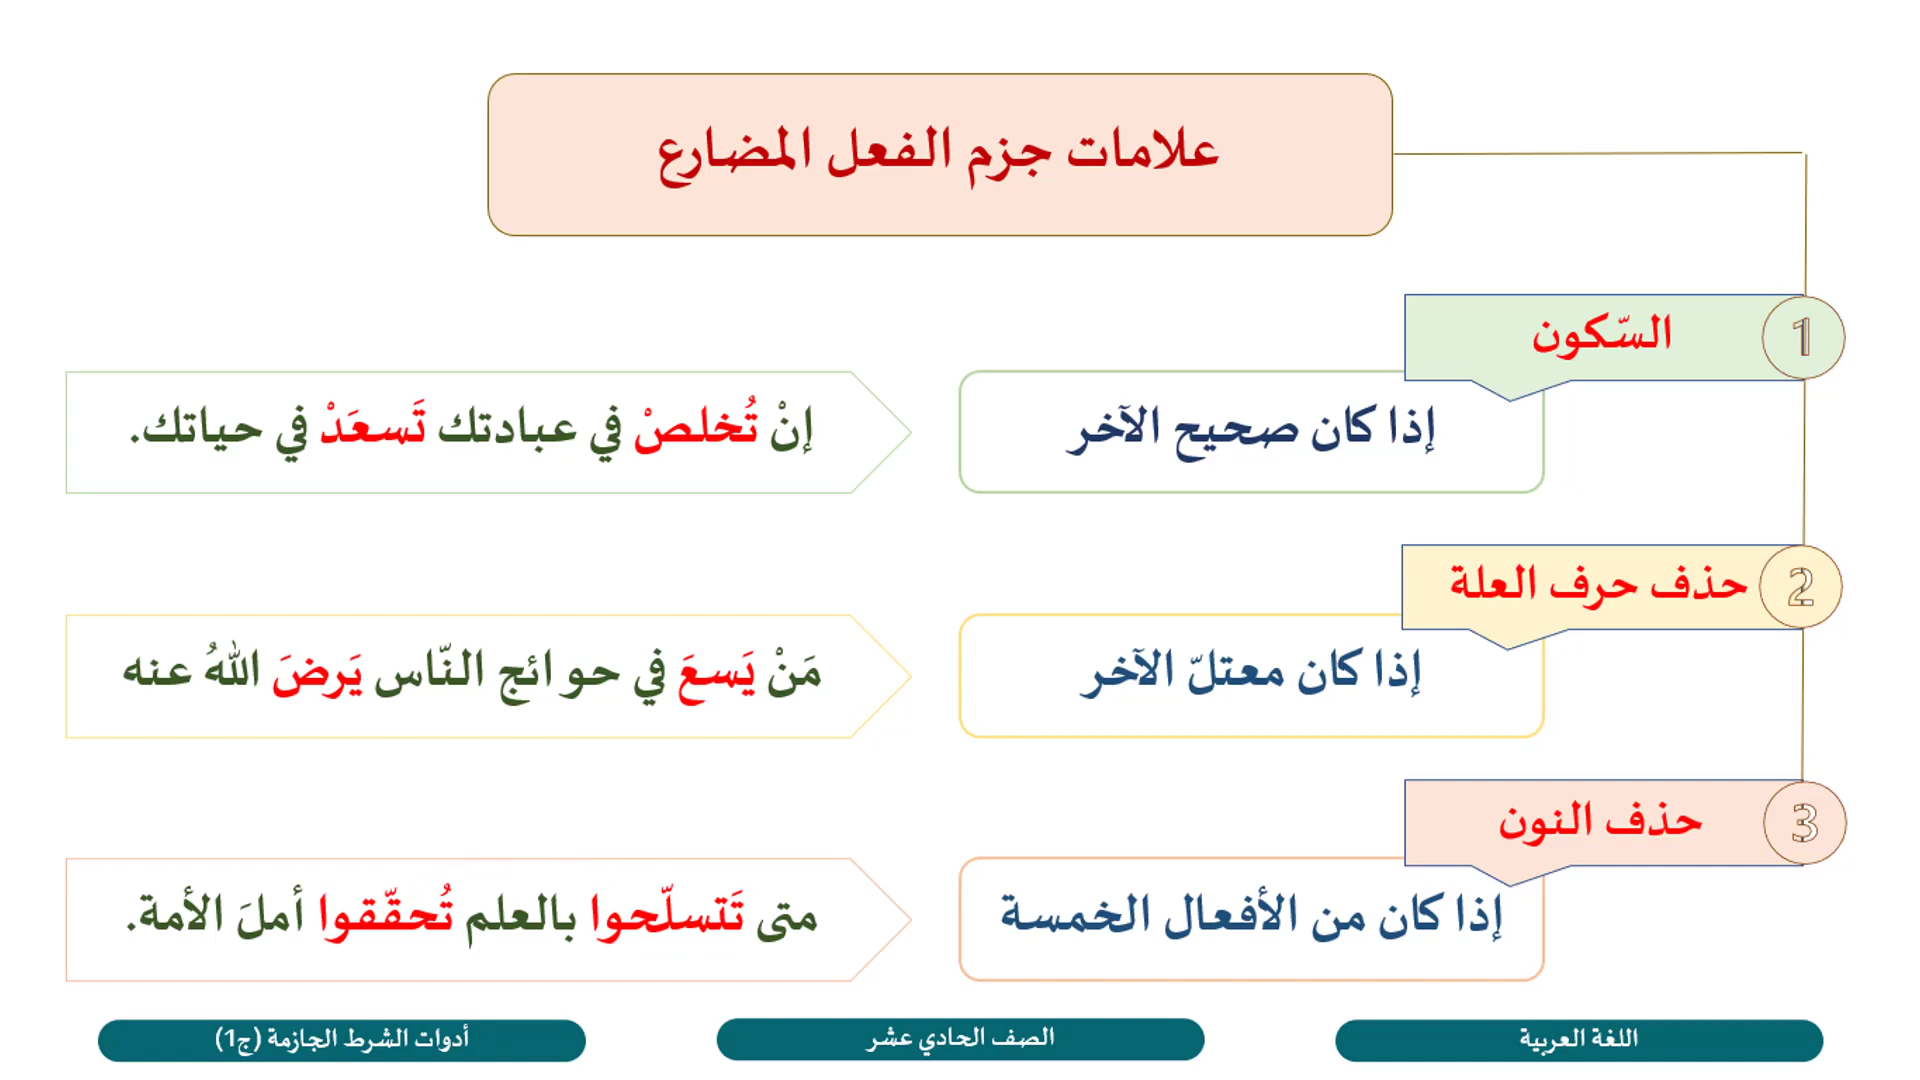 علامات جزم الفعل المضارع
1
السّكون
إذا كان صحيح الآخر
إنْ تُخلصْ في عبادتك تَسعَدْ في حياتك.
2
حذف حرف العلة
إذا كان معتلّ الآخر
مَنْ يَسعَ في حوائج النّاس يَرضَ اللهُ عنه
3
حذف النون
إذا كان من الأفعال الخمسة
متى تَتسلّحوا بالعلم تُحقّقوا أملَ الأمة.
اللغة العربية
الصف الحادي عشر
أدوات الشرط الجازمة (ج1)